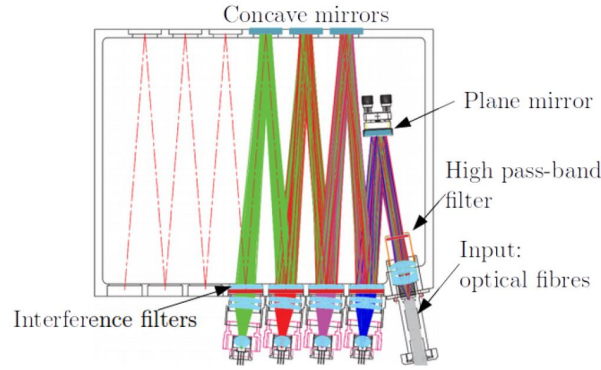 Concave mirrors
Plane mirror
High pass-band
filter
Input:
optical fibres
Interference filters